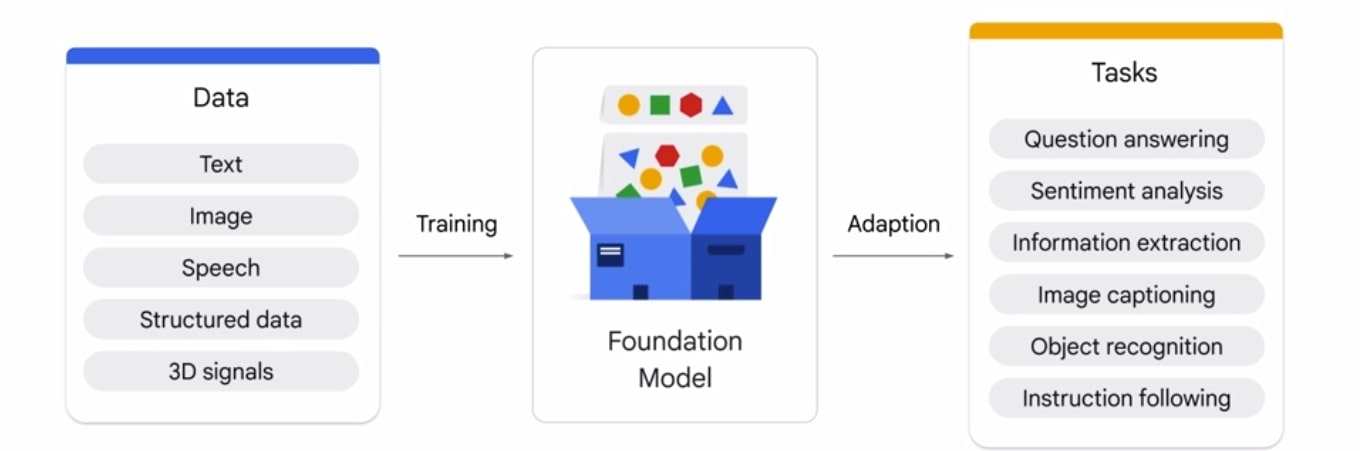 Data
Text
Image
Speech
Structured data
3D signals
Training
Foundation
Model
Adaption
Tasks
Question answering
Sentiment analysis
Information extraction
Image captioning
Object recognition
Instruction following